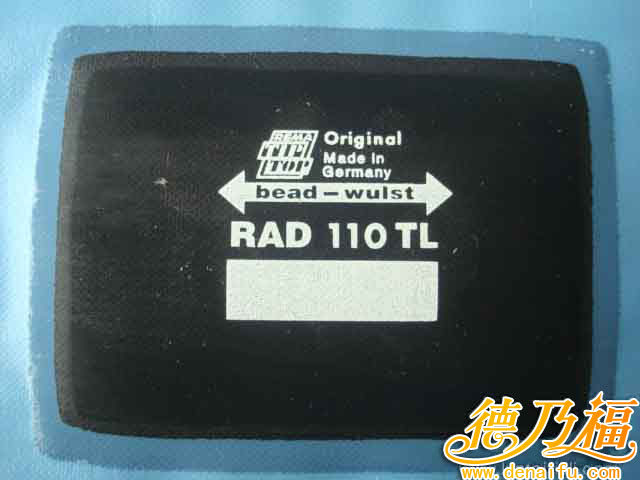 REMA
TIP
TOP
Original
Made in
Germany
bead – wulst
RAD 110 TL
德乃福
www.denaifu.com